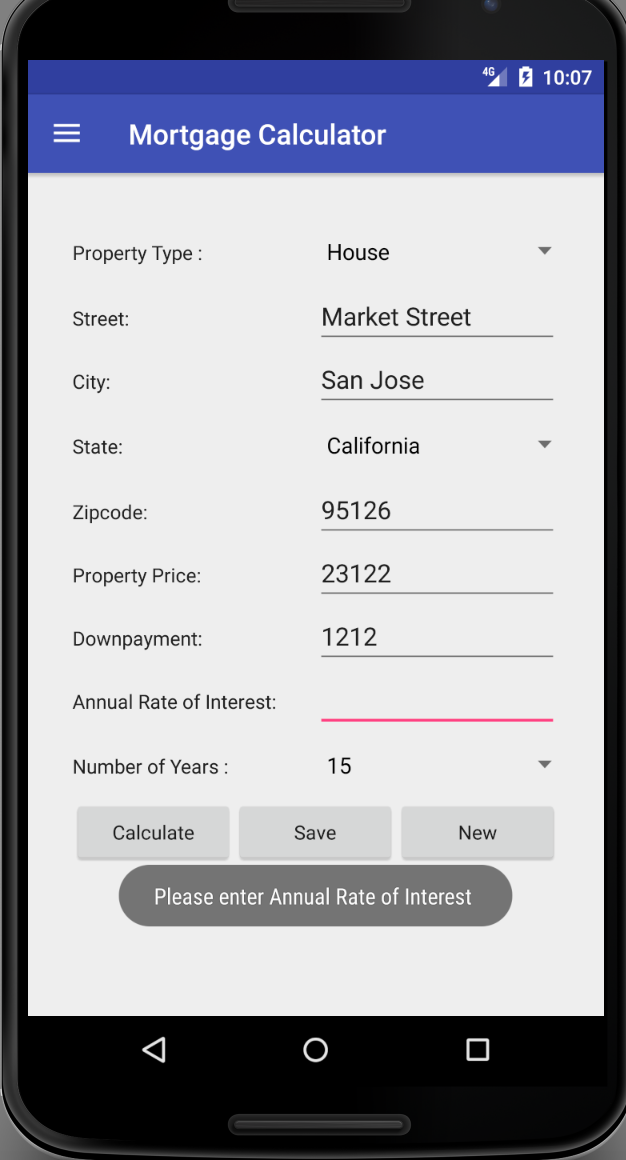 4G 10:07
Mortgage Calculator
Property Type : House
Street: Market Street
City: San Jose
State: California
Zipcode: 95126
Property Price: 23122
Downpayment: 1212
Annual Rate of Interest:
Number of Years : 15
Calculate Save New
Please enter Annual Rate of Interest